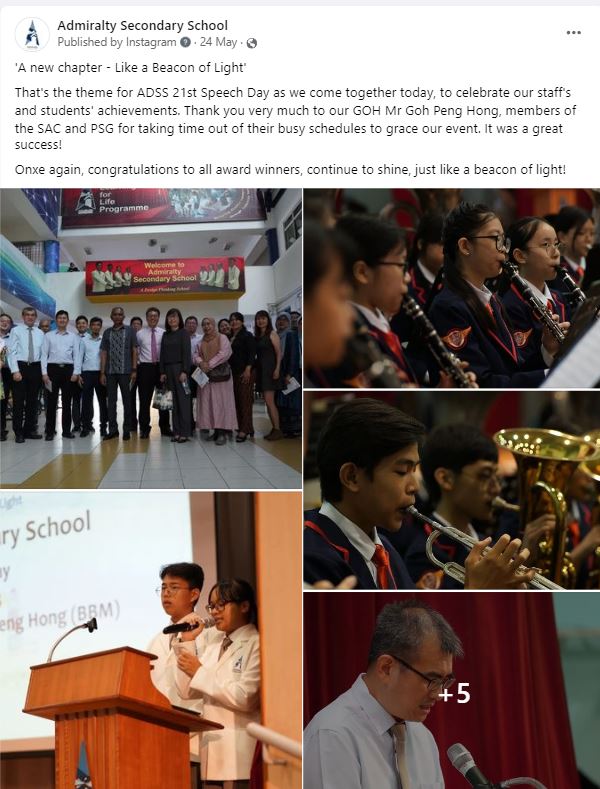 Admiralty Secondary School
Published by Instagram · 24 May ·
'A new chapter - Like a Beacon of Light'
That's the theme for ADSS 21st Speech Day as we come together today, to celebrate our staff's
and students' achievements. Thank you very much to our GOH Mr Goh Peng Hong, members of
the SAC and PSG for taking time out of their busy schedules to grace our event. It was a great
success!
Onxe again, congratulations to all award winners, continue to shine, just like a beacon of light!
for
Life
Programme
Welcome to
Admiralty
Secondary School
A Design Thinking School
Light
ry School
ay
eng Hong (BBM)
+5